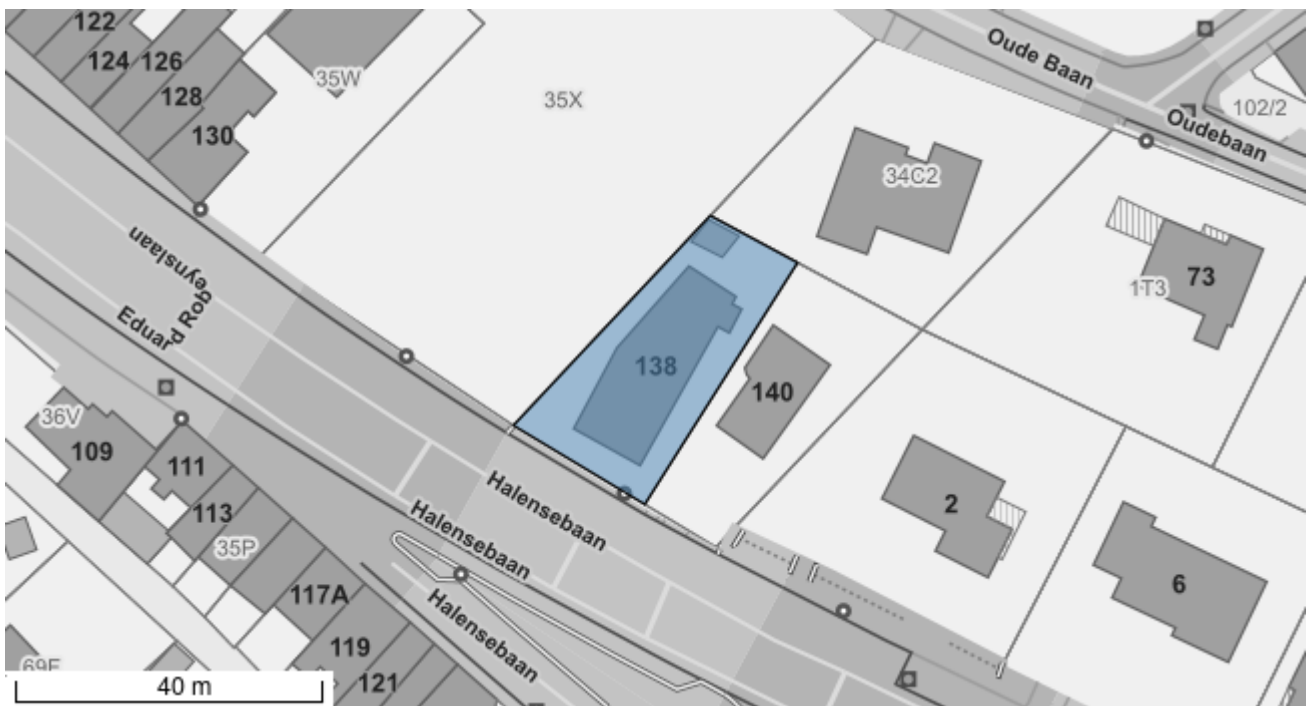 122
124
126
128
130
35W
35X
Oude Baan
102/2
Oudebaan
34C2
73
1T3
Eduard Robeynslaan
138
140
36V
109
111
113
35P
Halensebaan
Halensebaan
2
6
117A
Halensebaan
119
121
40 m